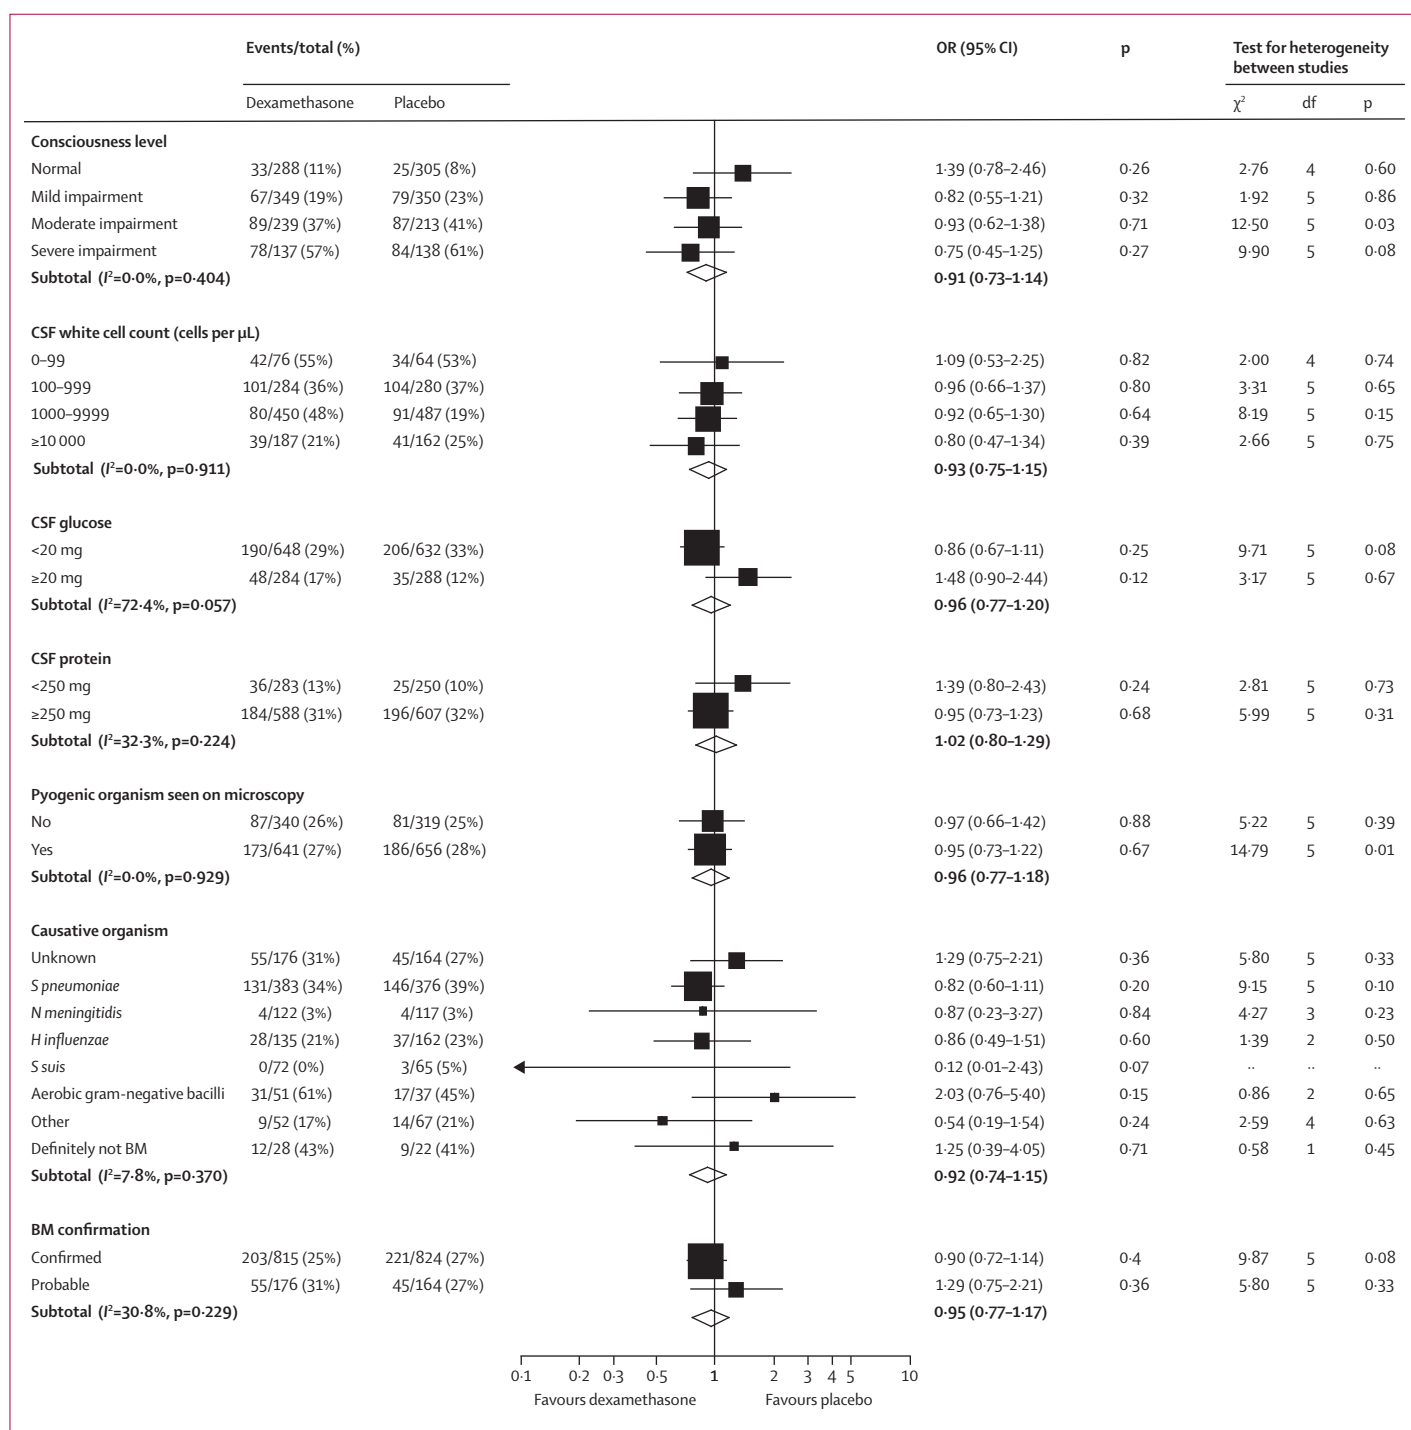 Events/total (%) OR (95% CI) p Test for heterogeneity
between studies
Dexamethasone Placebo χ² df p
Consciousness level
Normal 33/288 (11%) 25/305 (8%) 1·39 (0·78–2·46) 0·26 2·76 4 0·60
Mild impairment 67/349 (19%) 79/350 (23%) 0·82 (0·55–1·21) 0·32 1·92 5 0·86
Moderate impairment 89/239 (37%) 87/213 (41%) 0·93 (0·62–1·38) 0·71 12·50 5 0·03
Severe impairment 78/137 (57%) 84/138 (61%) 0·75 (0·45–1·25) 0·27 9·90 5 0·08
Subtotal (I²=0·0%, p=0·404) 0·91 (0·73–1·14)
CSF white cell count (cells per µL)
0–99 42/76 (55%) 34/64 (53%) 1·09 (0·53–2·25) 0·82 2·00 4 0·74
100–999 101/284 (36%) 104/280 (37%) 0·96 (0·66–1·37) 0·80 3·31 5 0·65
1000–9999 80/450 (48%) 91/487 (19%) 0·92 (0·65–1·30) 0·64 8·19 5 0·15
≥10 000 39/187 (21%) 41/162 (25%) 0·80 (0·47–1·34) 0·39 2·66 5 0·75
Subtotal (I²=0·0%, p=0·911) 0·93 (0·75–1·15)
CSF glucose
<20 mg 190/648 (29%) 206/632 (33%) 0·86 (0·67–1·11) 0·25 9·71 5 0·08
≥20 mg 48/284 (17%) 35/288 (12%) 1·48 (0·90–2·44) 0·12 3·17 5 0·67
Subtotal (I²=72·4%, p=0·057) 0·96 (0·77–1·20)
CSF protein
<250 mg 36/283 (13%) 25/250 (10%) 1·39 (0·80–2·43) 0·24 2·81 5 0·73
≥250 mg 184/588 (31%) 196/607 (32%) 0·95 (0·73–1·23) 0·68 5·99 5 0·31
Subtotal (I²=32·3%, p=0·224) 1·02 (0·80–1·29)
Pyogenic organism seen on microscopy
No 87/340 (26%) 81/319 (25%) 0·97 (0·66–1·42) 0·88 5·22 5 0·39
Yes 173/641 (27%) 186/656 (28%) 0·95 (0·73–1·22) 0·67 14·79 5 0·01
Subtotal (I²=0·0%, p=0·929) 0·96 (0·77–1·18)
Causative organism
Unknown 55/176 (31%) 45/164 (27%) 1·29 (0·75–2·21) 0·36 5·80 5 0·33
S pneumoniae 131/383 (34%) 146/376 (39%) 0·82 (0·60–1·11) 0·20 9·15 5 0·10
N meningitidis 4/122 (3%) 4/117 (3%) 0·87 (0·23–3·27) 0·84 4·27 3 0·23
H influenzae 28/135 (21%) 37/162 (23%) 0·86 (0·49–1·51) 0·60 1·39 2 0·50
S suis 0/72 (0%) 3/65 (5%) 0·12 (0·01–2·43) 0·07 ·· ·· ··
Aerobic gram-negative bacilli 31/51 (61%) 17/37 (45%) 2·03 (0·76–5·40) 0·15 0·86 2 0·65
Other 9/52 (17%) 14/67 (21%) 0·54 (0·19–1·54) 0·24 2·59 4 0·63
Definitely not BM 12/28 (43%) 9/22 (41%) 1·25 (0·39–4·05) 0·71 0·58 1 0·45
Subtotal (I²=7·8%, p=0·370) 0·92 (0·74–1·15)
BM confirmation
Confirmed 203/815 (25%) 221/824 (27%) 0·90 (0·72–1·14) 0·4 9·87 5 0·08
Probable 55/176 (31%) 45/164 (27%) 1·29 (0·75–2·21) 0·36 5·80 5 0·33
Subtotal (I²=30·8%, p=0·229) 0·95 (0·77–1·17)
0·1 0·2 0·3 0·5 1 2 3 4 5 10
Favours dexamethasone Favours placebo